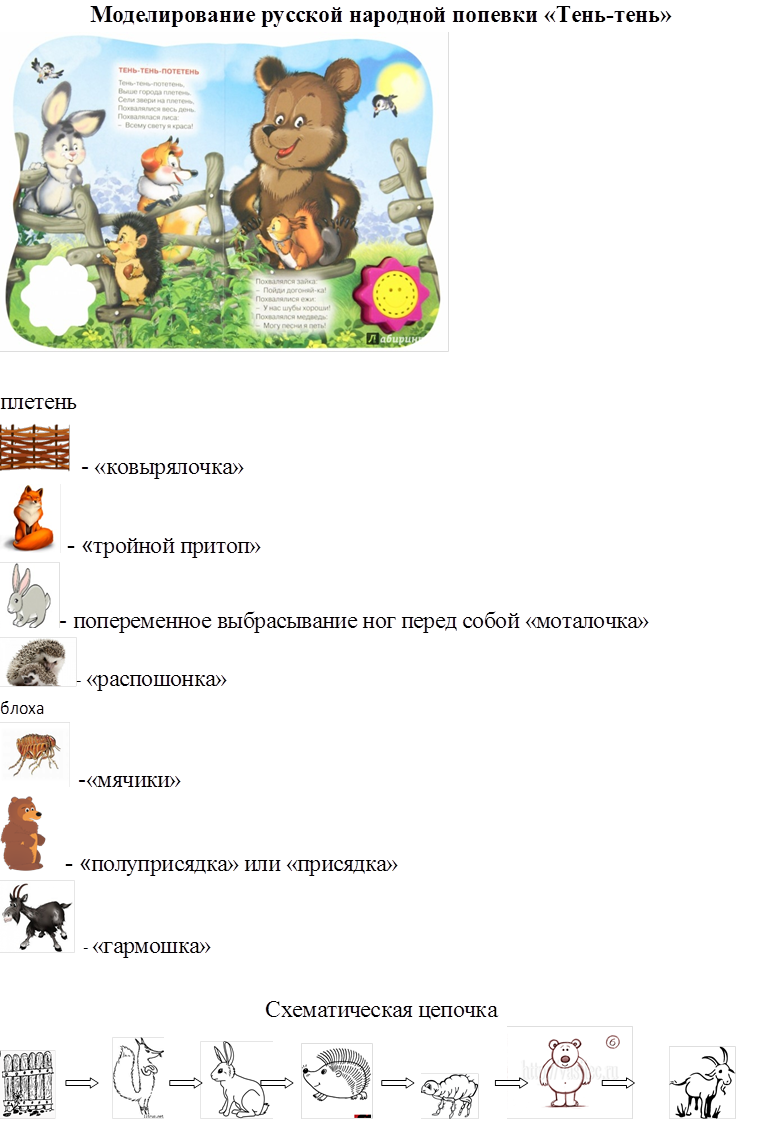 Моделирование русской народной попевки «Тень-тень»
ТЕНЬ-ТЕНЬ-ПОТЕТЕНЬ
Тень-тень-потетень,
Выше города плетень.
Сели звери на плетень,
Похвалялися весь день.
Похвалялася лиса:
– Всему свету я краса!
Похвалялся зайка:
– Пойди догоняй-ка!
Похвалялися ежи:
– У нас шубы хороши!
Похвалялся медведь:
– Могу песни я петь!
Лабиринт
плетень
- «ковырялочка»
- «тройной притоп»
- попеременное выбрасывание ног перед собой «моталочка»
- «распошонка»
блоха
-«мячики»
- «полуприсядка» или «присядка»
- «гармошка»
Схематическая цепочка
6